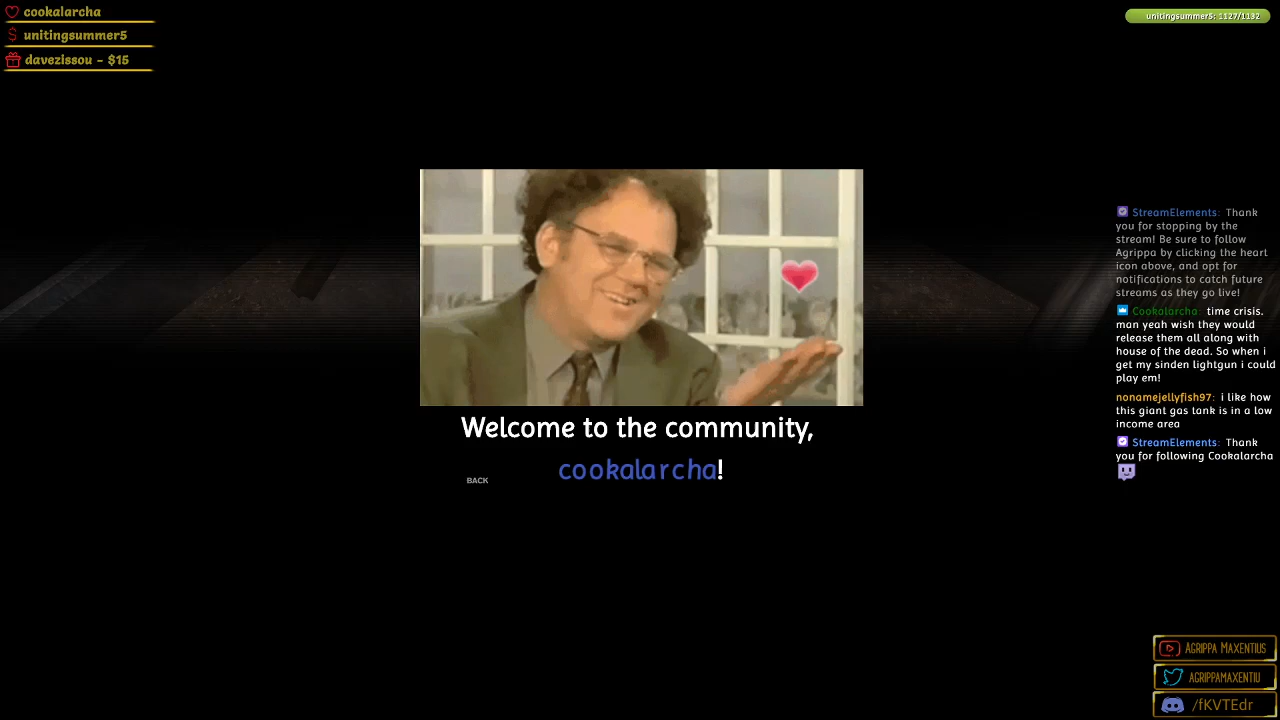 cookalarcha
unitingsummer5
davezissou - $15
unitingsummer5: 1127/1132
StreamElements: Thank
you for stopping by the
stream! Be sure to follow
Agrippa by clicking the heart
icon above, and opt for
notifications to catch future
streams as they go live!
Cookalarcha: time crisis.
man yeah wish they would
release them all along with
house of the dead. So when i
get my sinden lightgun i could
play em!
nonamejellyfish97: i like how
this giant gas tank is in a low
income area
StreamElements: Thank
you for following Cookalarcha
Welcome to the community,
cookalarcha!
BACK
Agrippa Maxentius
agrippamaxentiu
/fKVTEdr